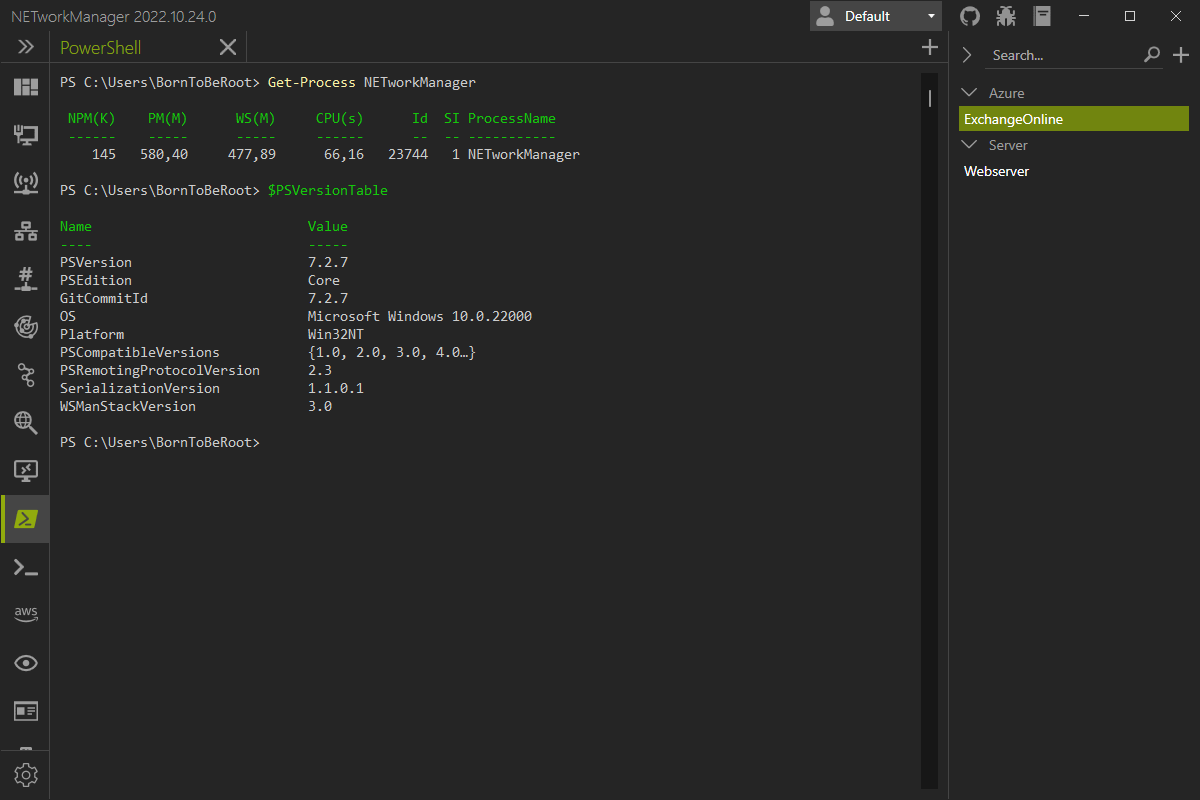 NETworkManager 2022.10.24.0
Default
PowerShell
Search...
PS C:\Users\BornToBeRoot> Get-Process NETworkManager
NPM(K) PM(M) WS(M) CPU(s) Id SI ProcessName
------ ----- ----- ------ -- -- -----------
145 580,40 477,89 66,16 23744 1 NETworkManager
PS C:\Users\BornToBeRoot> $PSVersionTable
Name Value
---- -----
PSVersion 7.2.7
PSEdition Core
GitCommitId 7.2.7
OS Microsoft Windows 10.0.22000
Platform Win32NT
PSCompatibleVersions {1.0, 2.0, 3.0, 4.0…}
PSRemotingProtocolVersion 2.3
SerializationVersion 1.1.0.1
WSManStackVersion 3.0
PS C:\Users\BornToBeRoot>
Azure
ExchangeOnline
Server
Webserver
aws